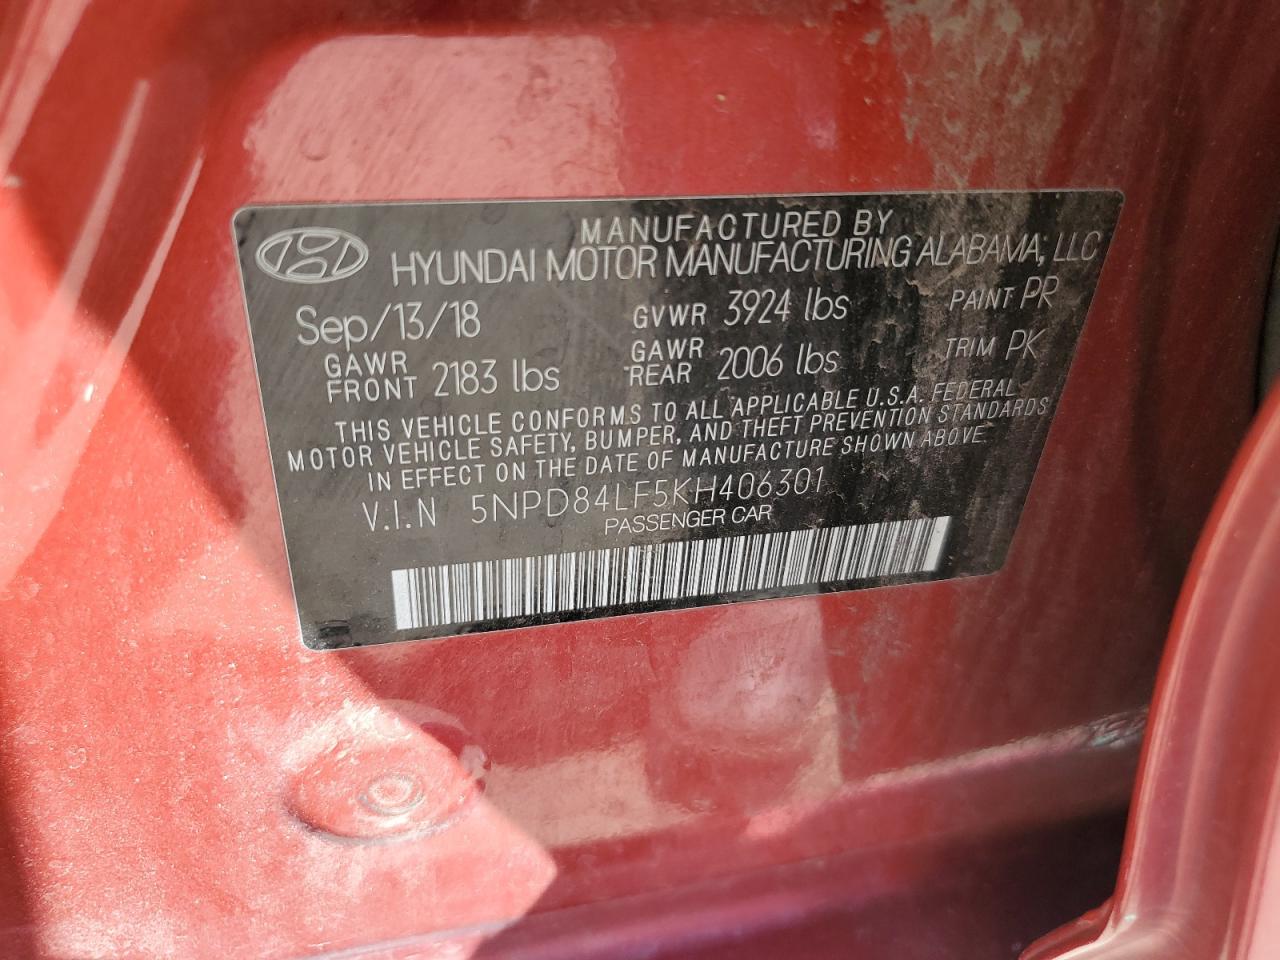 MANUFACTURED BY
HYUNDAI MOTOR MANUFACTURING ALABAMA, LLC
Sep/13/18 GVWR 3924 lbs PAINT PR
GAWR FRONT 2183 lbs GAWR REAR 2006 lbs TRIM PK
THIS VEHICLE CONFORMS TO ALL APPLICABLE U.S.A. FEDERAL
MOTOR VEHICLE SAFETY, BUMPER, AND THEFT PREVENTION STANDARDS
IN EFFECT ON THE DATE OF MANUFACTURE SHOWN ABOVE
V.I.N 5NPD84LF5KH406301
PASSENGER CAR